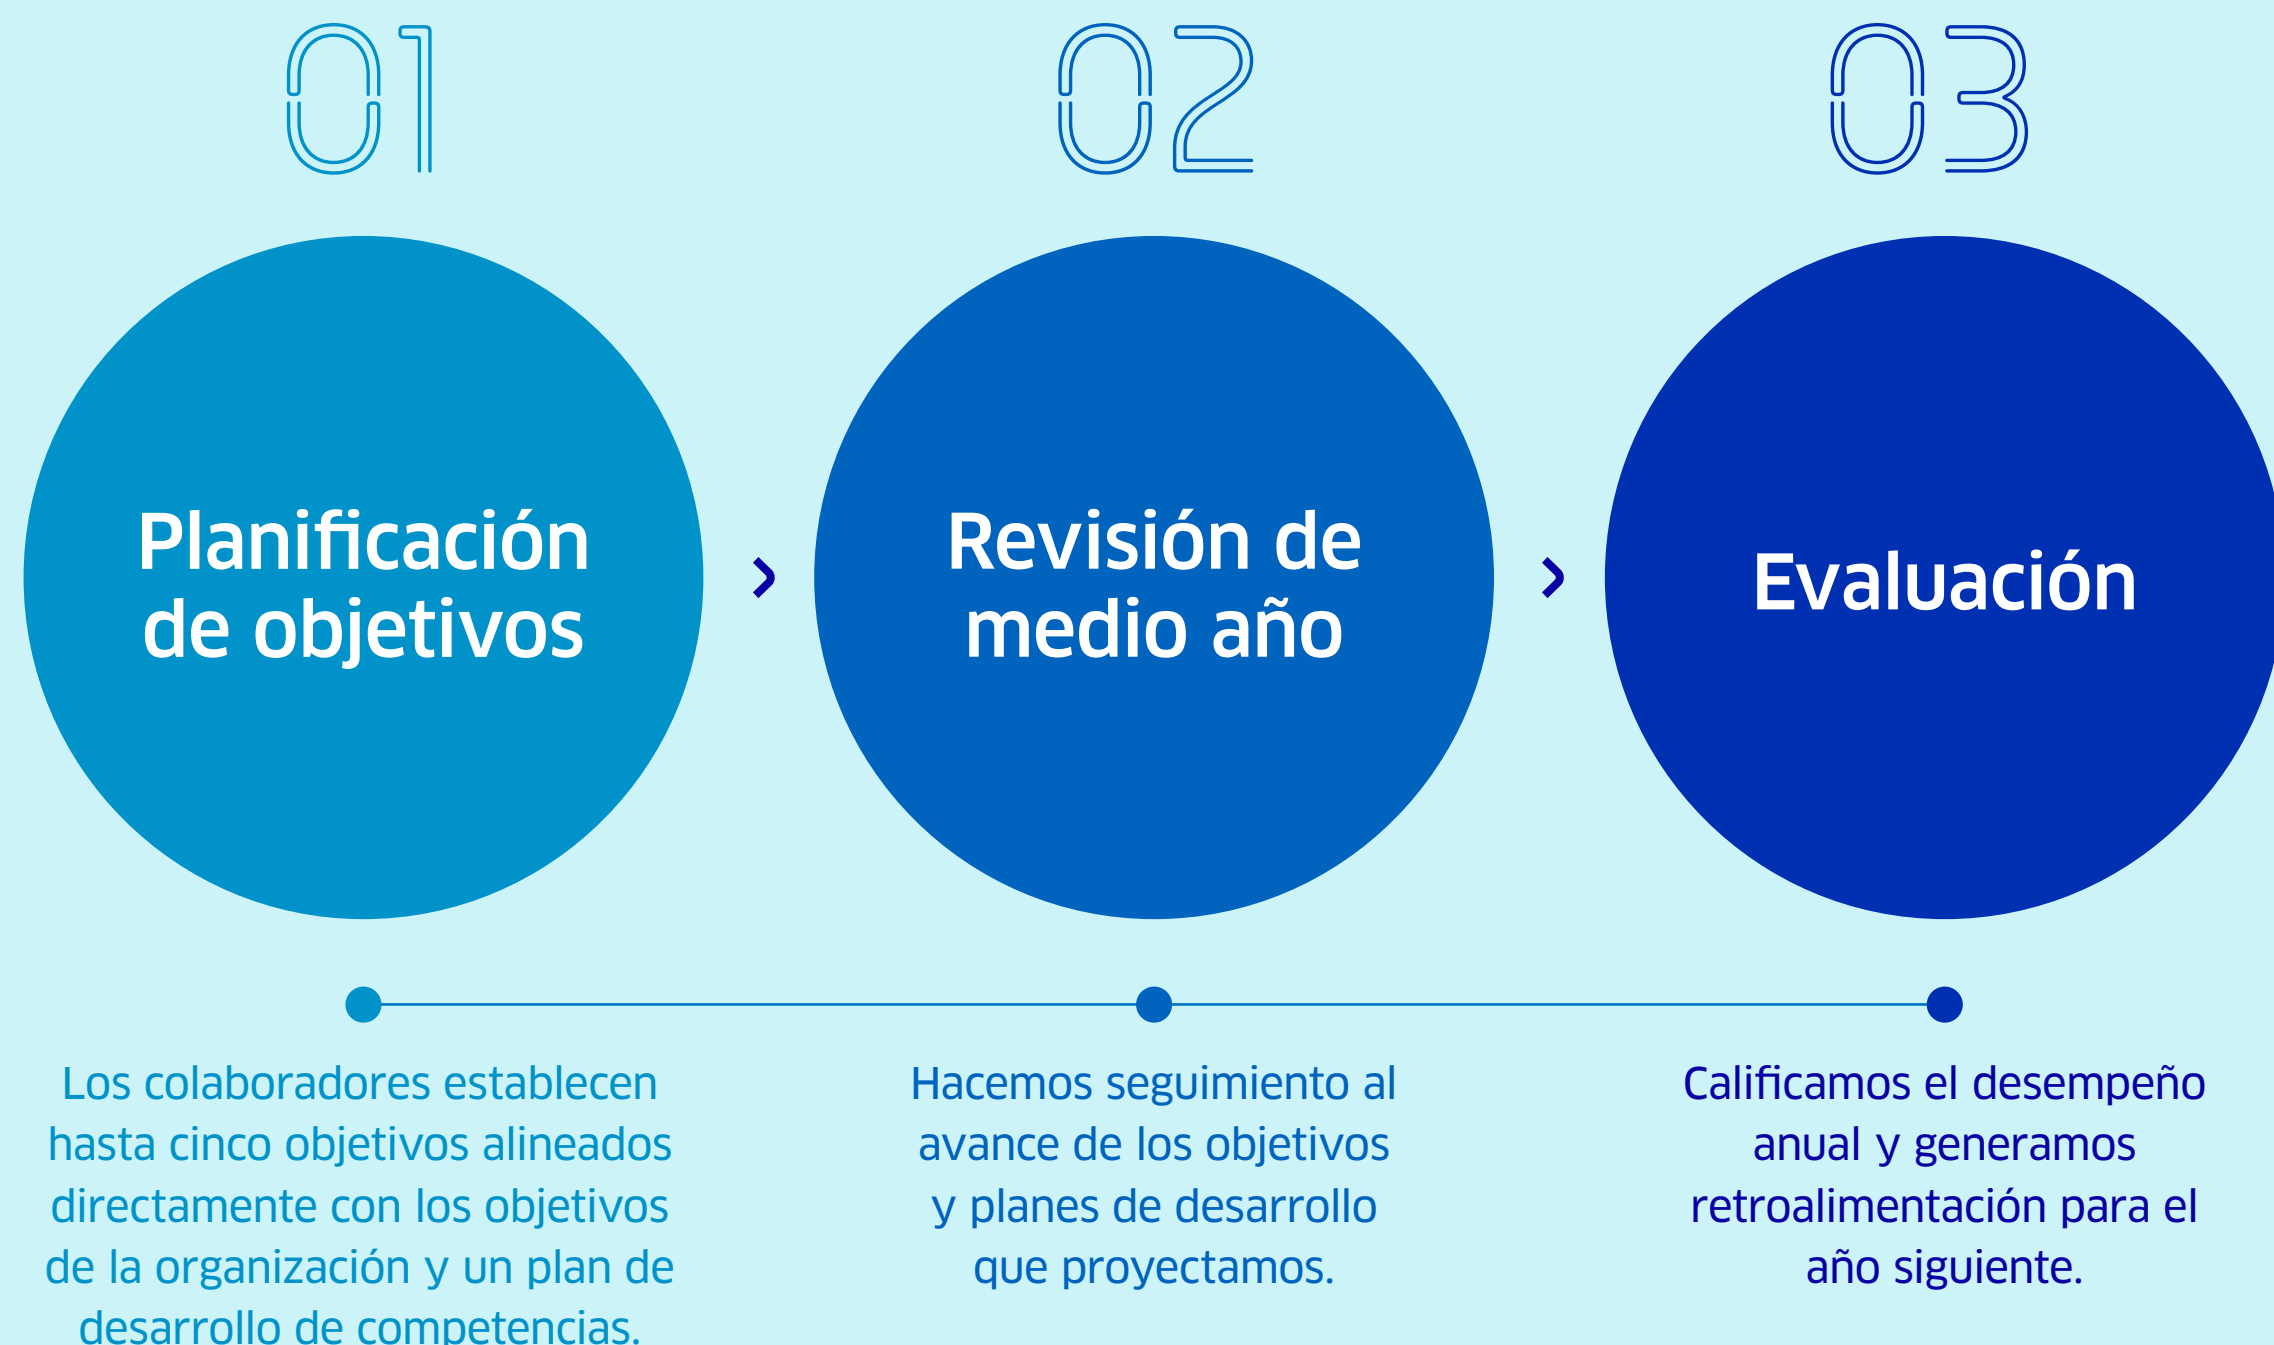 01
Planificación
de objetivos
Los colaboradores establecen
hasta cinco objetivos alineados
directamente con los objetivos
de la organización y un plan de
desarrollo de competencias.
02
Revisión de
medio año
Hacemos seguimiento al
avance de los objetivos
y planes de desarrollo
que proyectamos.
03
Evaluación
Calificamos el desempeño
anual y generamos
retroalimentación para el
año siguiente.